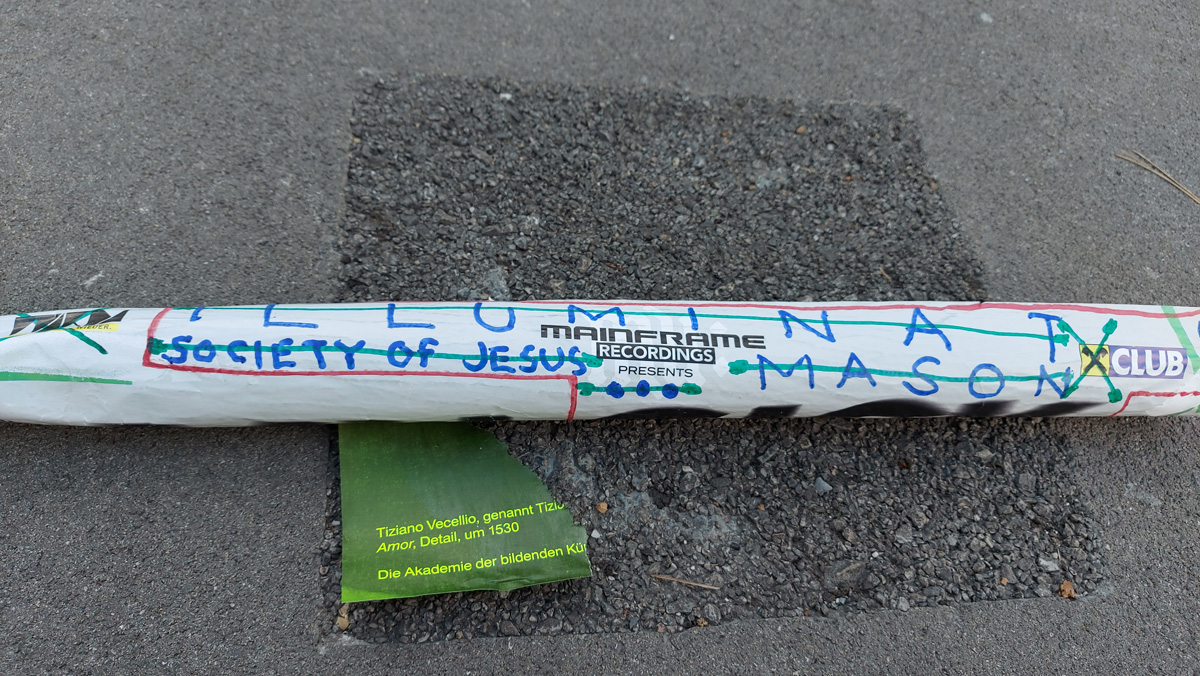 ILLUMINAT
MAINFRAME
RECORDINGS
PRESENTS
SOCIETY OF JESUS
MASON
CLUB
Tiziano Vecellio, genannt Tizi
Amor, Detail, um 1530
Die Akademie der bildenden Kü